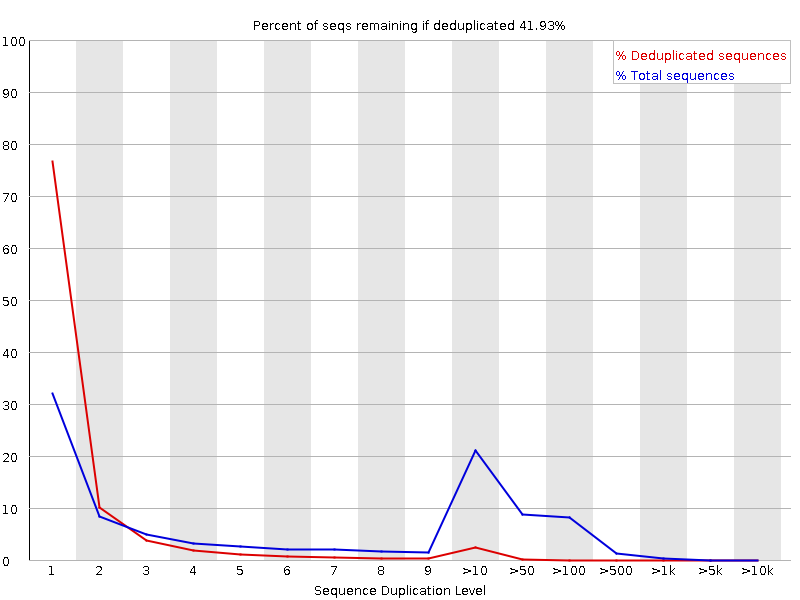 Percent of seqs remaining if deduplicated 41.93%
% Deduplicated sequences
% Total sequences
100
90
80
70
60
50
40
30
20
10
0
1 2 3 4 5 6 7 8 9 >10 >50 >100 >500 >1k >5k >10k
Sequence Duplication Level